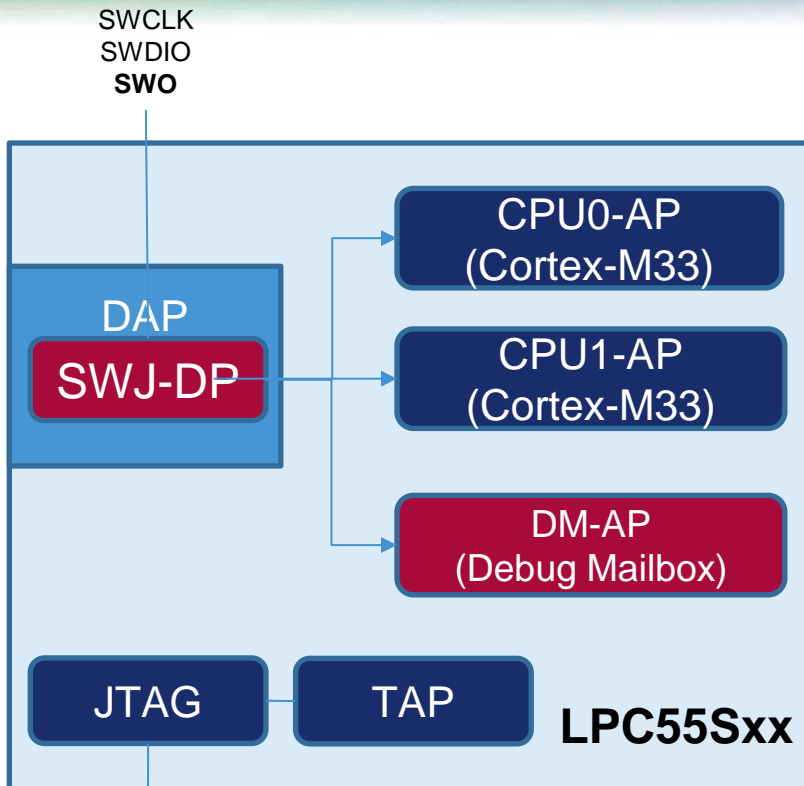 SWCLK
SWDIO
SWO
CPU0-AP
(Cortex-M33)
DAP
SWJ-DP
CPU1-AP
(Cortex-M33)
DM-AP
(Debug Mailbox)
JTAG
TAP
LPC55Sxx